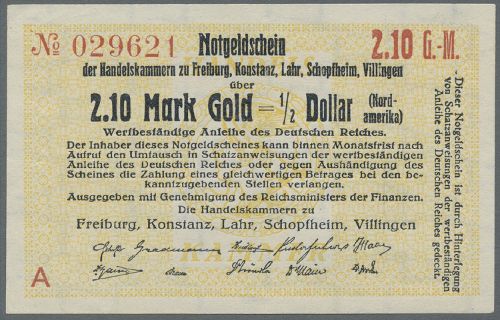 № 029621
Notgeldschein
2.10 G.-M.
der Handelskammern zu Freiburg, Konstanz, Lahr, Schopfheim, Villingen
über
2.10 Mark Gold = 1/2 Dollar (Nord-
amerika)
Wertbeständige Anleihe des Deutschen Reiches.
Der Inhaber dieses Notgeldscheines kann binnen Monatsfrist nach
Aufruf den Umtausch in Schatzanweisungen der wertbeständigen
Anleihe des Deutschen Reiches oder gegen Aushändigung des
Scheines die Zahlung eines gleichwertigen Betrages bei den be-
kanntzugebenden Stellen verlangen.
Ausgegeben mit Genehmigung des Reichsministers der Finanzen.
Die Handelskammern zu
Freiburg, Konstanz, Lahr, Schopfheim, Villingen
A
Dieser Notgeldschein ist durch Hinterlegung
von Schatzanweisungen der wertbeständigen
Anleihe des Deutschen Reiches gedeckt.